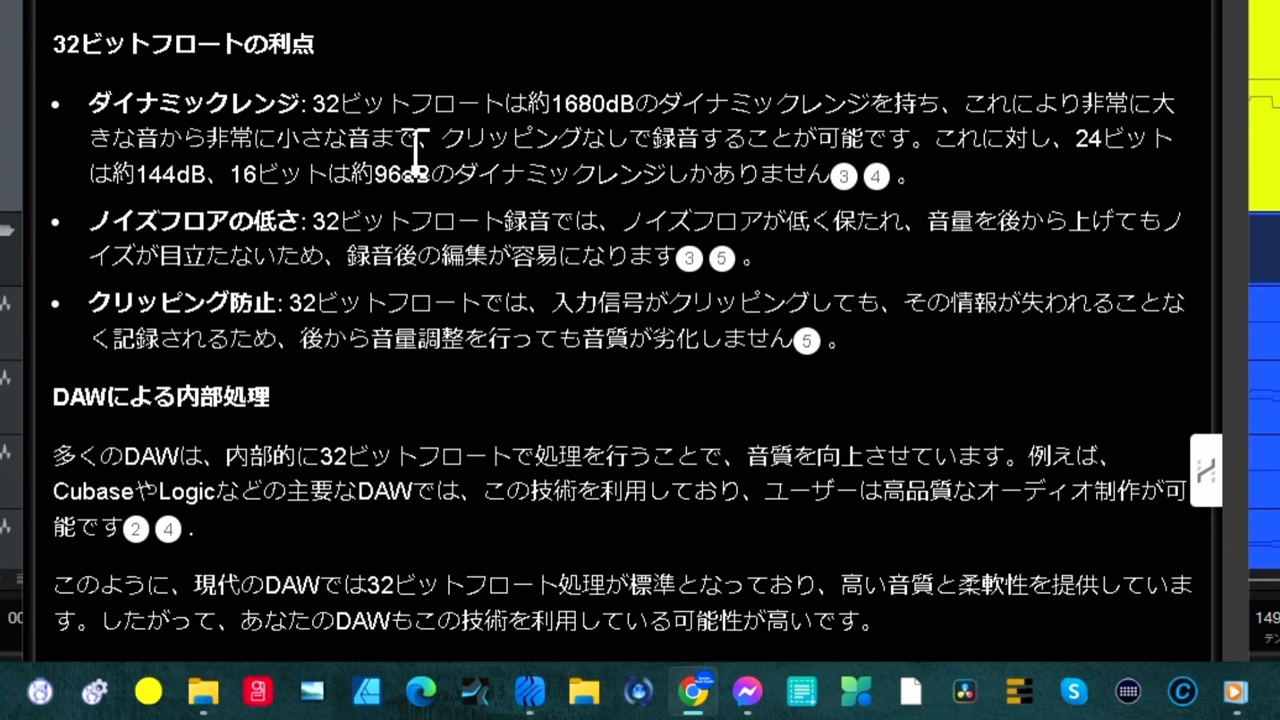 32ビットフロートの利点
• ダイナミックレンジ: 32ビットフロートは約1680dBのダイナミックレンジを持ち、これにより非常に大
きな音から非常に小さな音まで、クリッピングなしで録音することが可能です。これに対し、24ビット
は約144dB、16ビットは約96dBのダイナミックレンジしかありません3 4 。
• ノイズフロアの低さ: 32ビットフロート録音では、ノイズフロアが低く保たれ、音量を後から上げてもノ
イズが目立たないため、録音後の編集が容易になります3 5 。
• クリッピング防止: 32ビットフロートでは、入力信号がクリッピングしても、その情報が失われることな
く記録されるため、後から音量調整を行っても音質が劣化しません5 。
DAWによる内部処理
多くのDAWは、内部的に32ビットフロートで処理を行うことで、音質を向上させています。例えば、
CubaseやLogicなどの主要なDAWでは、この技術を利用しており、ユーザーは高品質なオーディオ制作が可
能です2 4 .
このように、現代のDAWでは32ビットフロート処理が標準となっており、高い音質と柔軟性を提供していま
す。したがって、あなたのDAWもこの技術を利用している可能性が高いです。
00
149